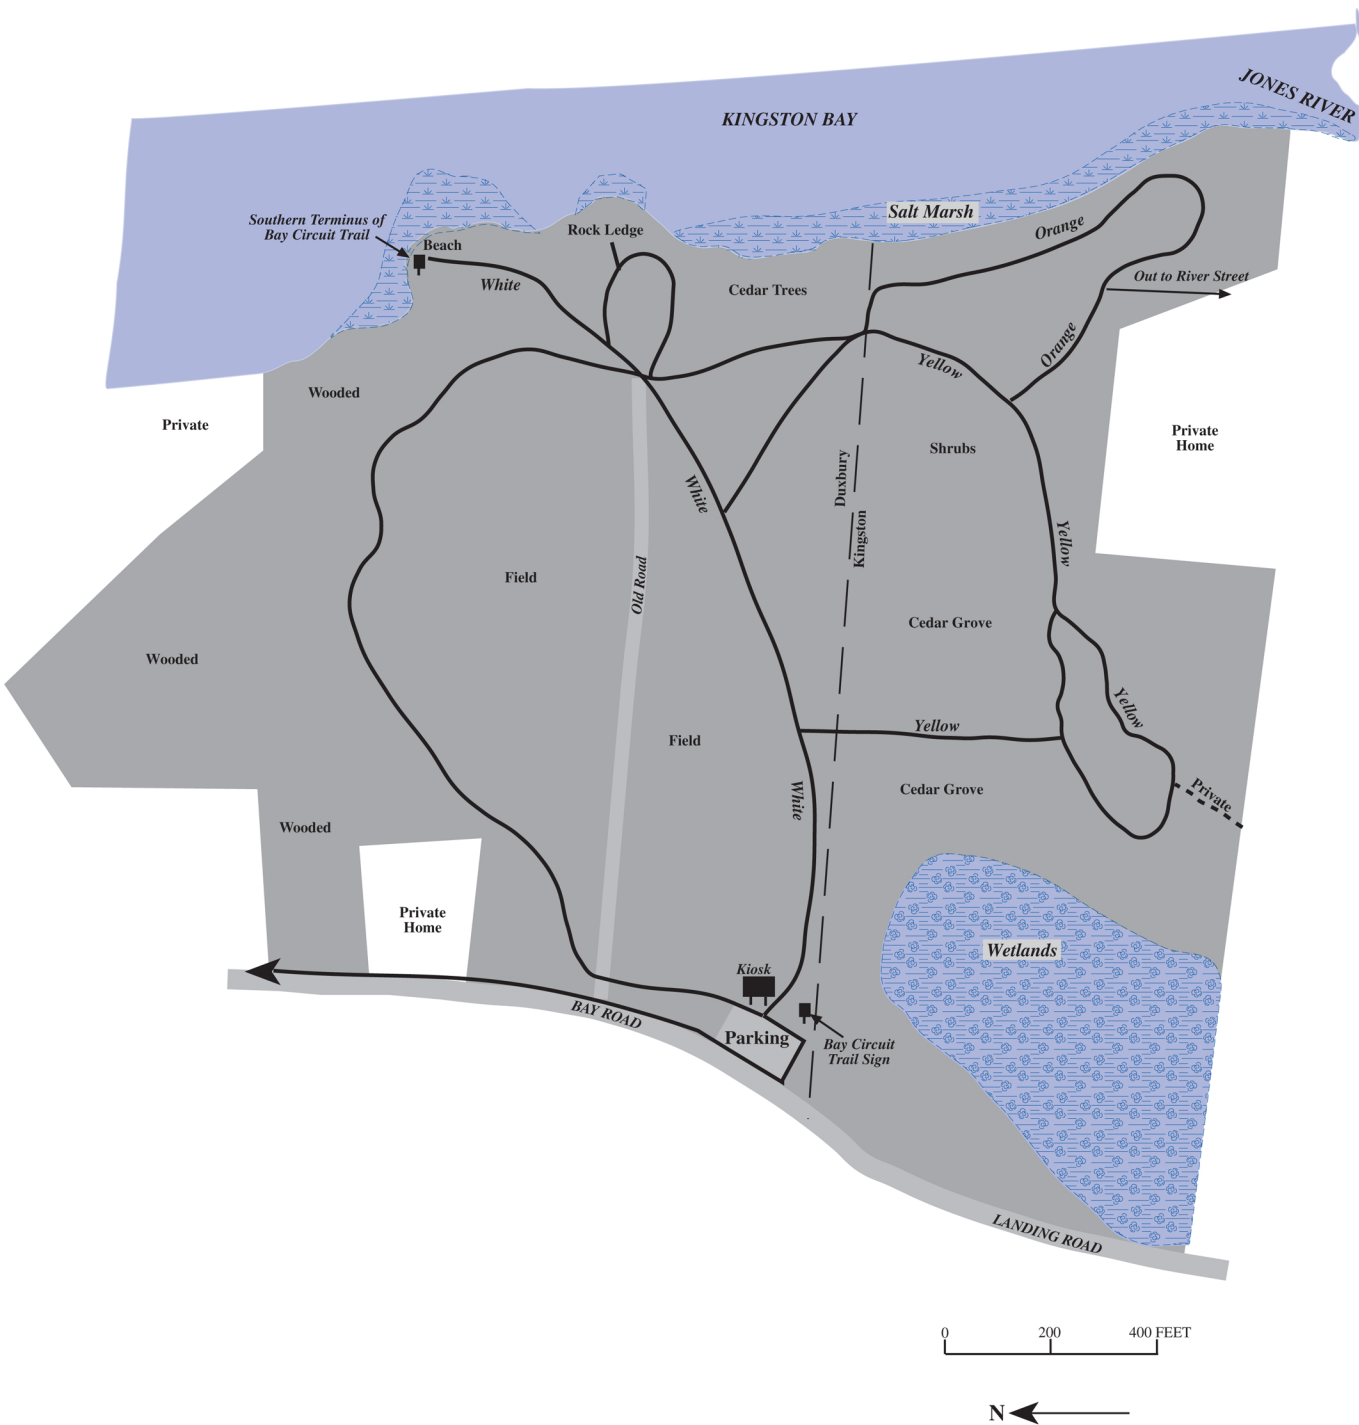 JONES RIVER
KINGSTON BAY
Salt Marsh
Southern Terminus of
Bay Circuit Trail
Beach
Rock Ledge
Orange
White
Cedar Trees
Out to River Street
Orange
Yellow
Wooded
Private
Private
Home
Shrubs
White
Duxbury
Kingston
Yellow
Field
Old Road
Cedar Grove
Wooded
Yellow
Yellow
Field
White
Cedar Grove
Private
Wooded
Private
Home
Wetlands
Kiosk
BAY ROAD
Parking
Bay Circuit
Trail Sign
LANDING ROAD
0 200 400 FEET
N